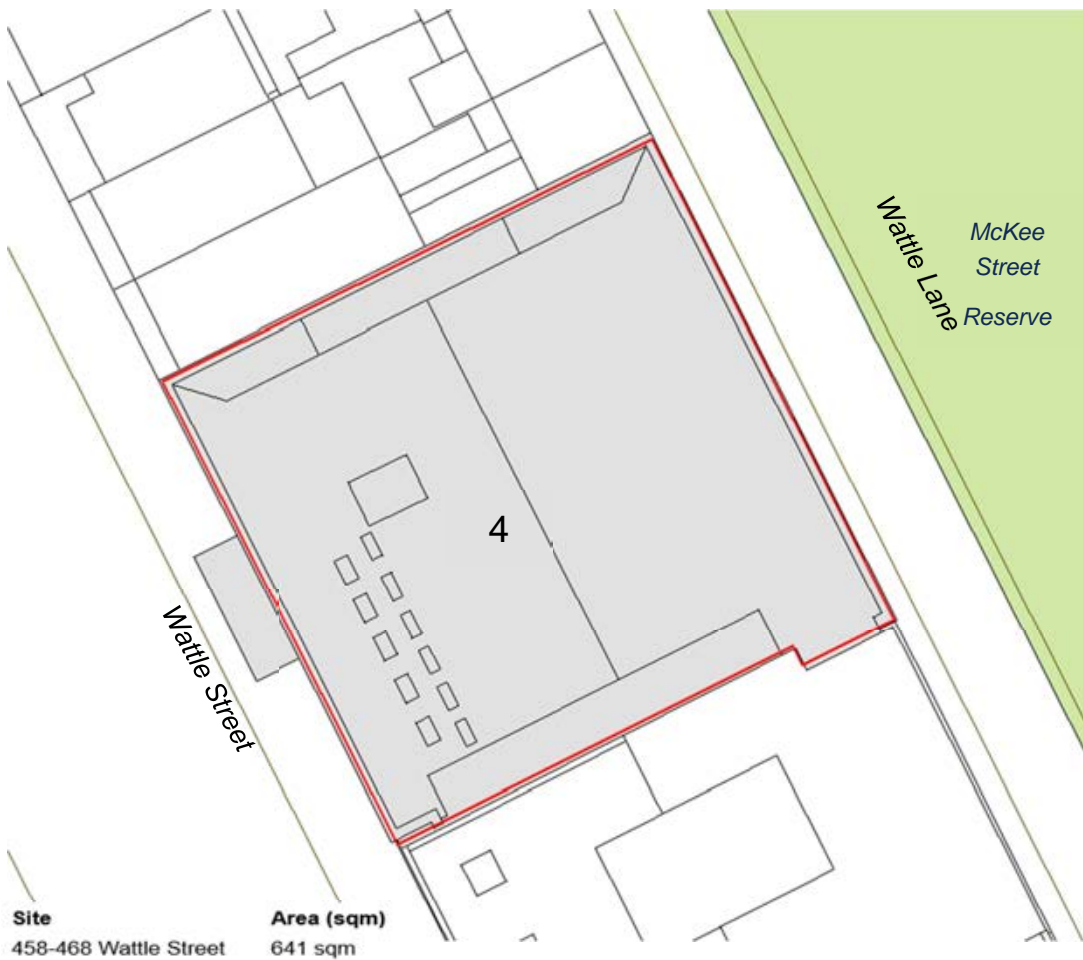 Wattle Lane
McKee
Street
Reserve
4
Wattle Street
Site Area (sqm)
458-468 Wattle Street 641 sqm